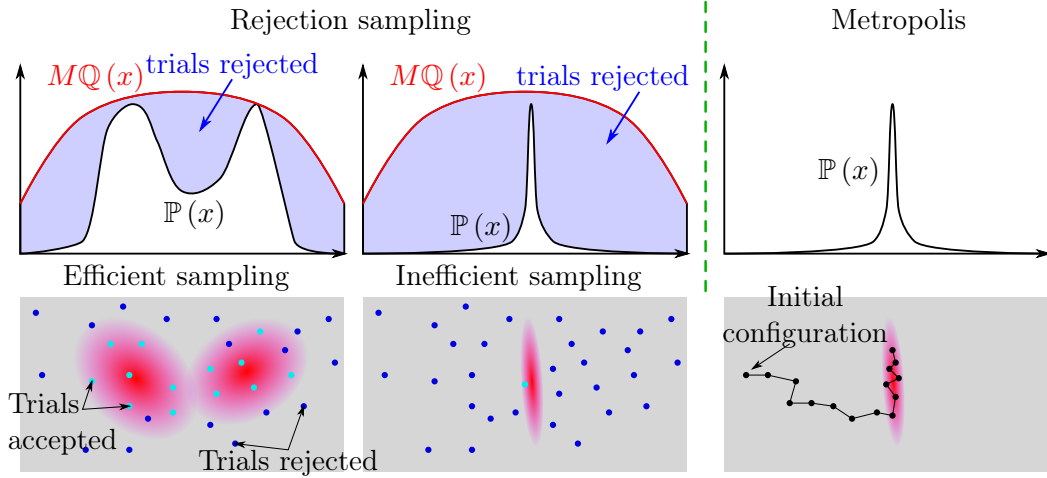 Rejection sampling
Metropolis
Mℚ(x)
trials rejected
ℙ(x)
Mℚ(x)
trials rejected
ℙ(x)
ℙ(x)
Efficient sampling
Inefficient sampling
Initial
configuration
Trials
accepted
Trials rejected